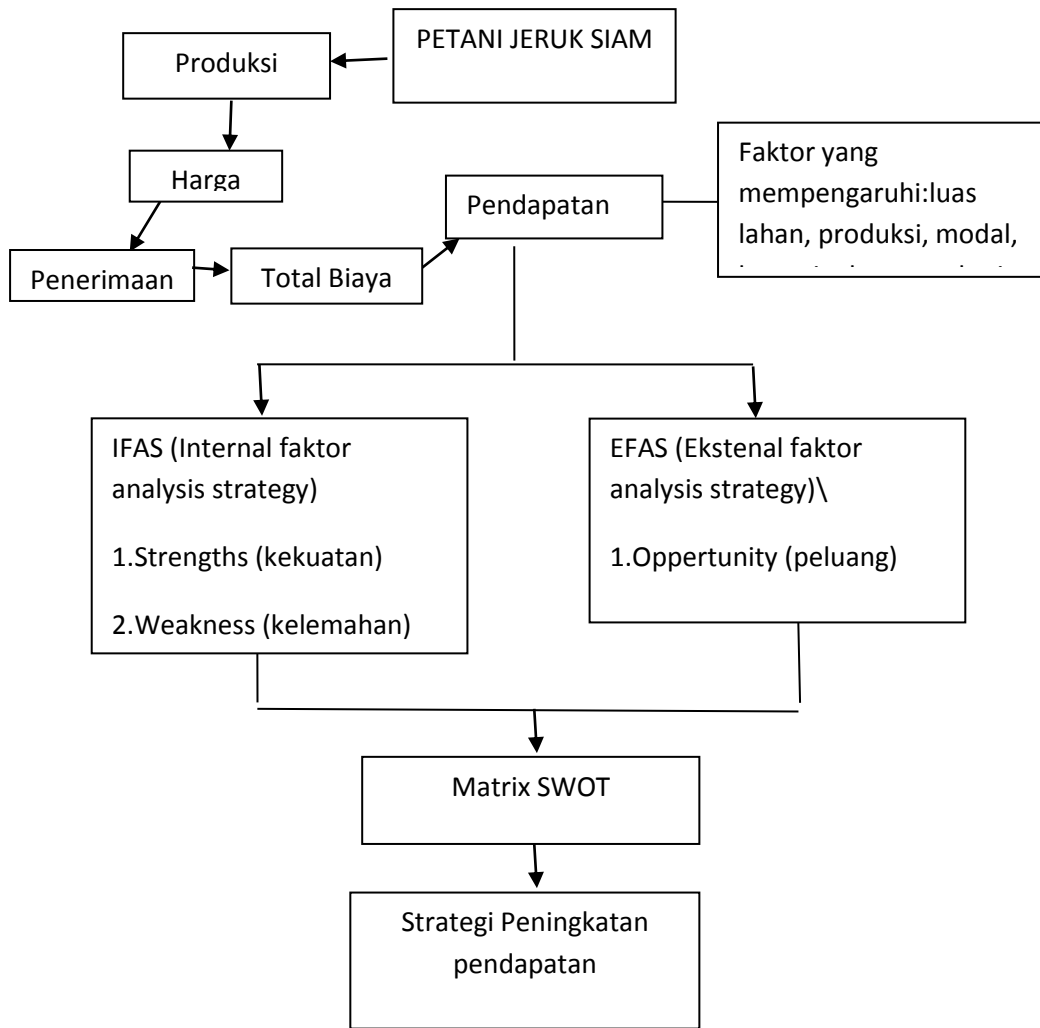 PETANI JERUK SIAM
Produksi
Harga
Penerimaan
Total Biaya
Pendapatan
Faktor yang
mempengaruhi:luas
lahan, produksi, modal,
IFAS (Internal faktor
analysis strategy)
1.Strengths (kekuatan)
2.Weakness (kelemahan)
EFAS (Ekstenal faktor
analysis strategy)\
1.Oppertunity (peluang)
Matrix SWOT
Strategi Peningkatan
pendapatan